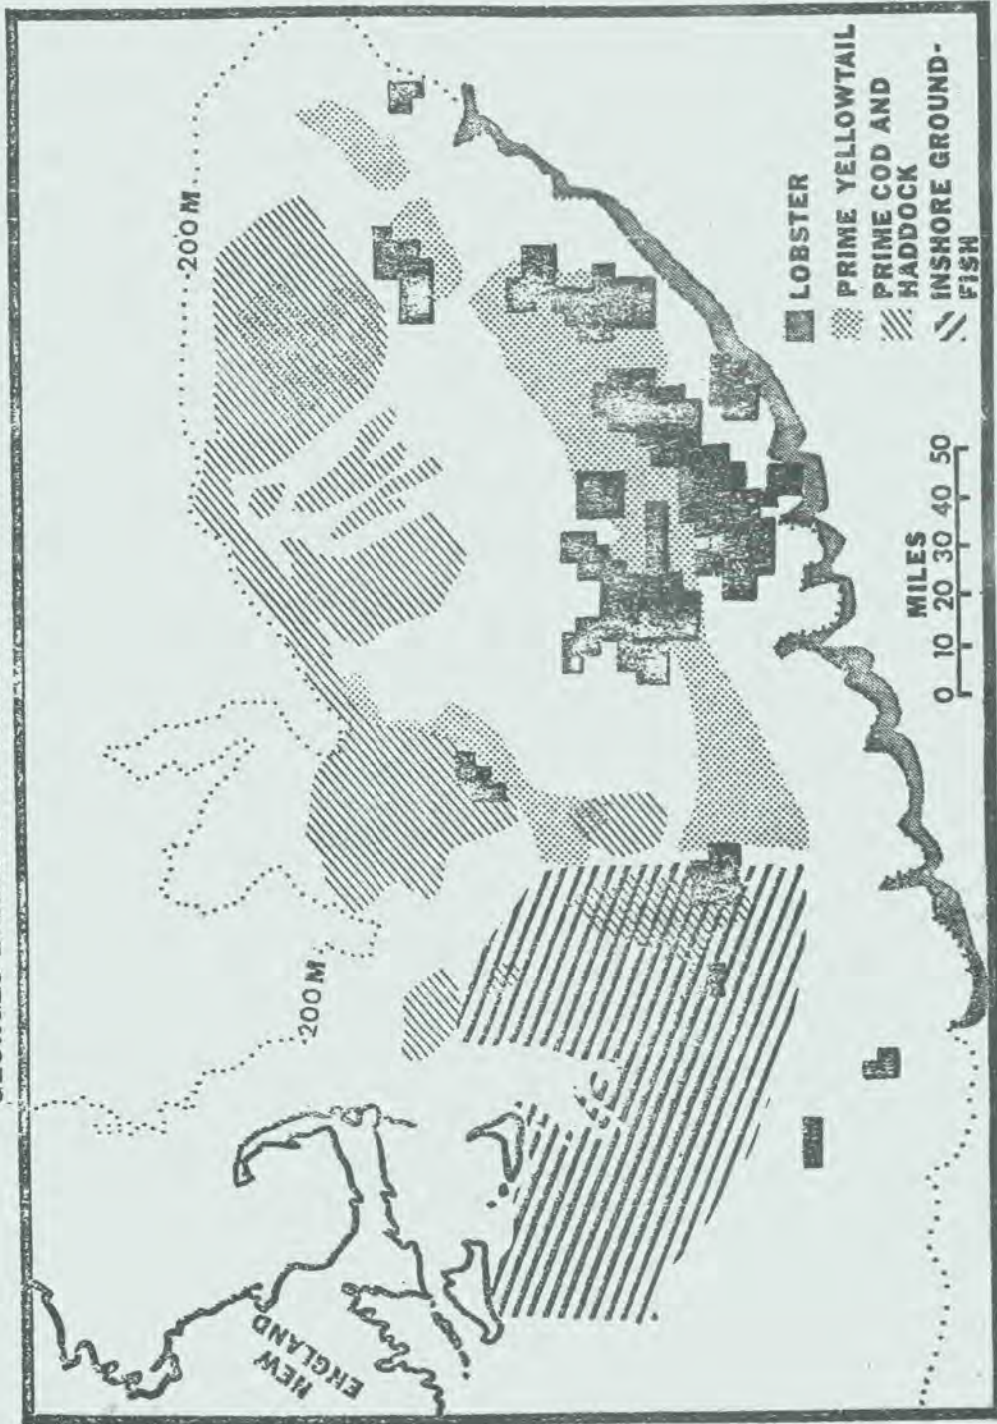 200 M
200 M
NEW
ENGLAND
LOBSTER
PRIME YELLOWTAIL
PRIME COD AND
HADDOCK
INSHORE GROUND-
FISH
MILES
0 10 20 30 40 50